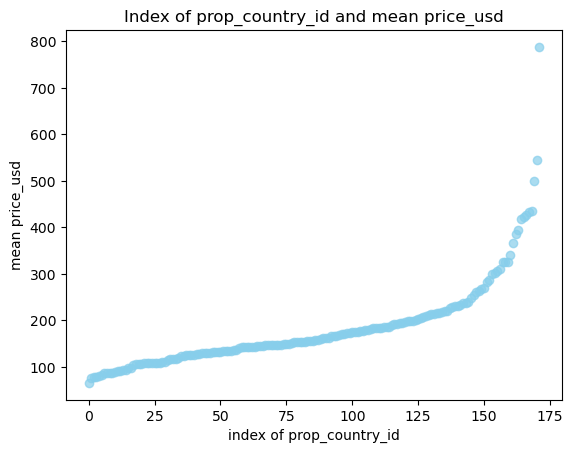 Index of prop_country_id and mean price_usd
800
700
600
500
400
300
200
100
mean price_usd
0 25 50 75 100 125 150 175
index of prop_country_id